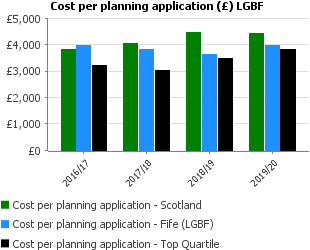 Cost per planning application (£) LGBF
£5,000
£4,000
£3,000
£2,000
£1,000
£0
2016/17
2017/18
2018/19
2019/20
Cost per planning application - Scotland
Cost per planning application - Fife (LGBF)
Cost per planning application - Top Quartile